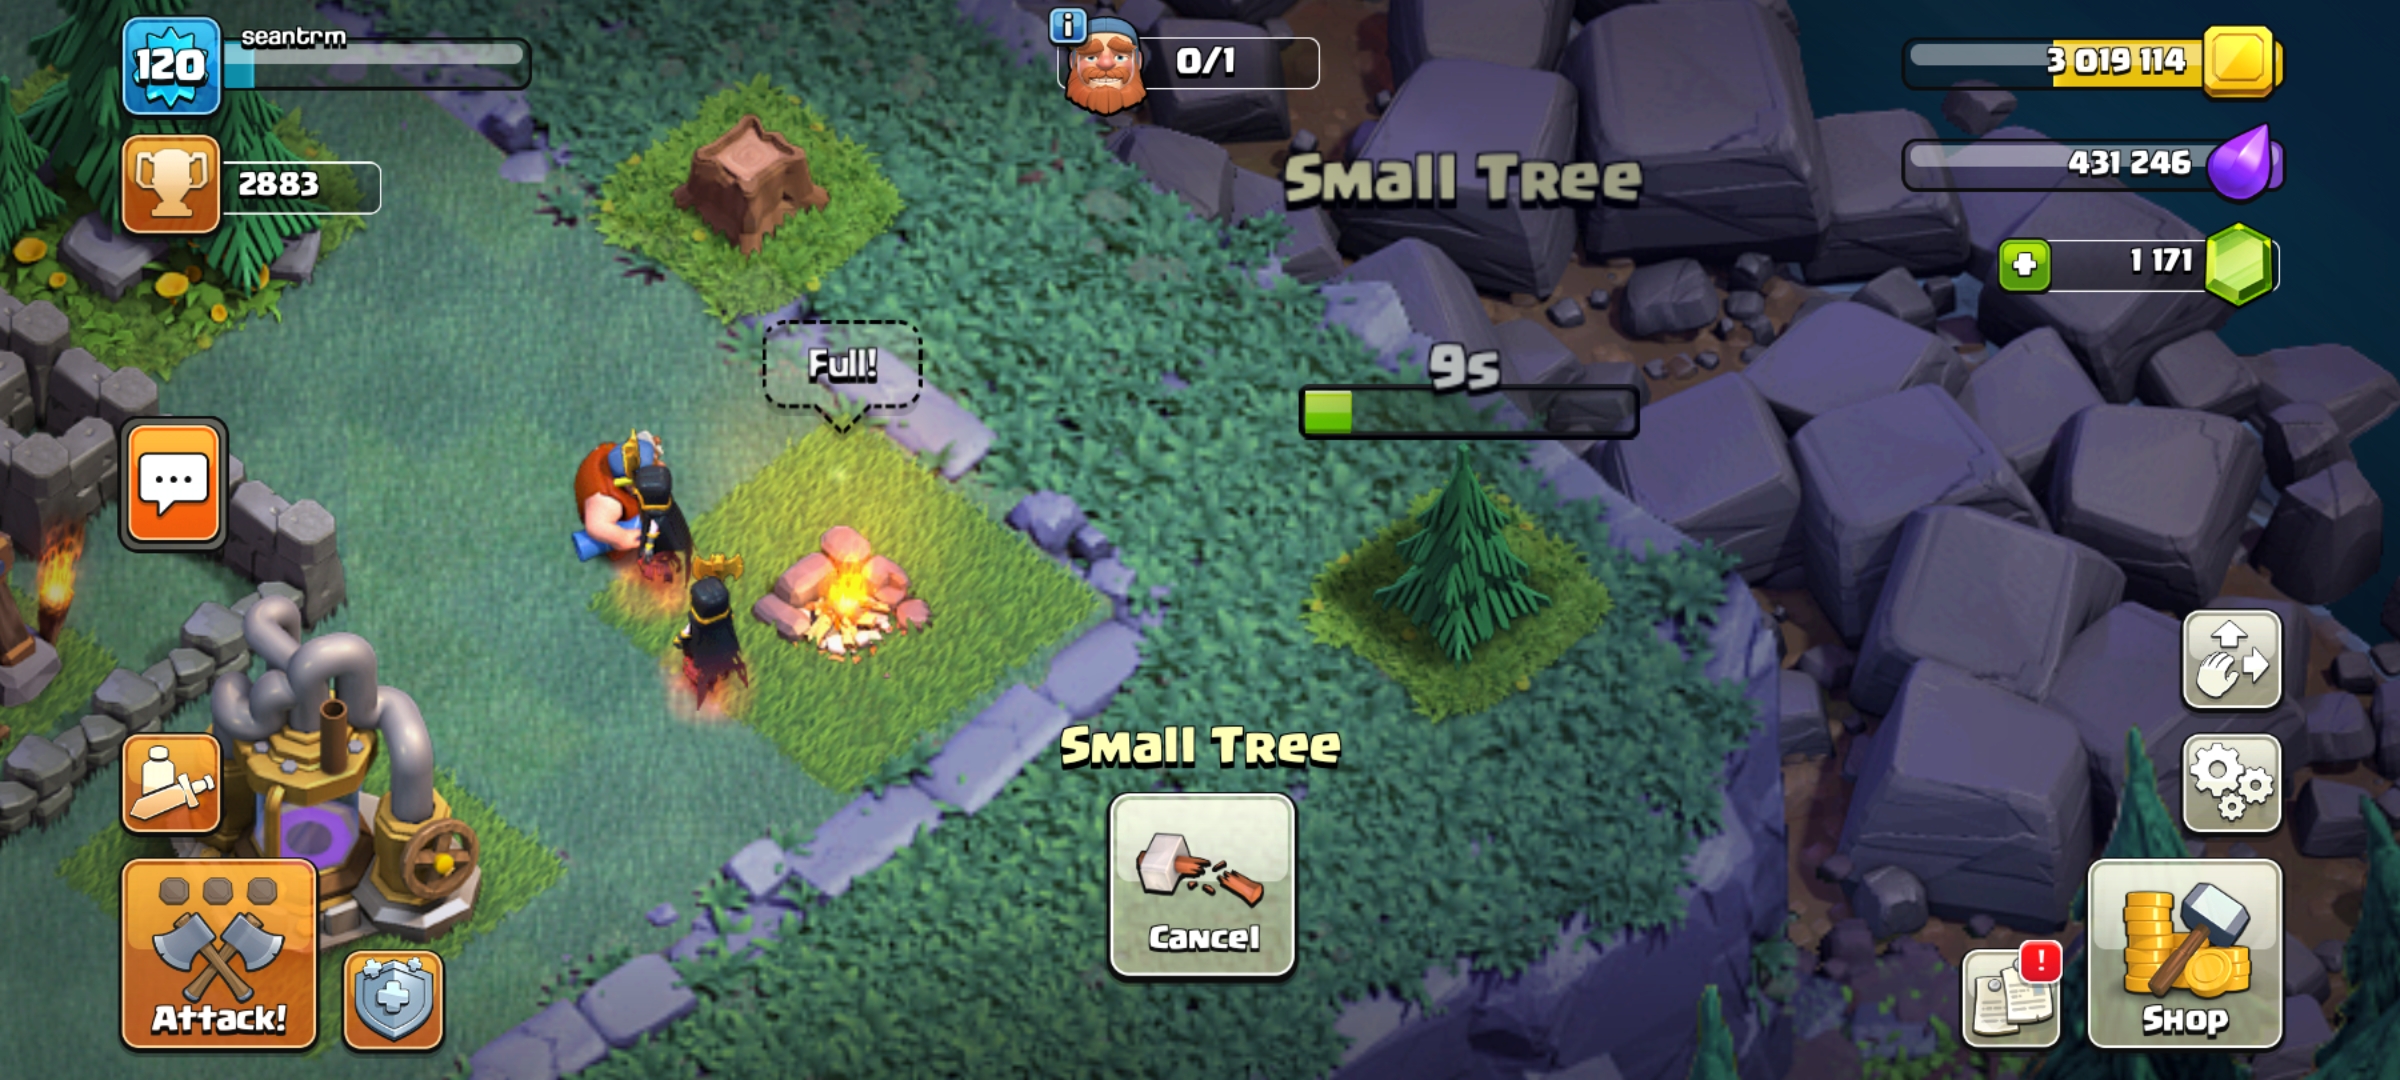 120
seantrm
0/1
3 019 114
2883
Small Tree
431 246
1 171
Full!
9s
Small Tree
Cancel
Attack!
!
Shop